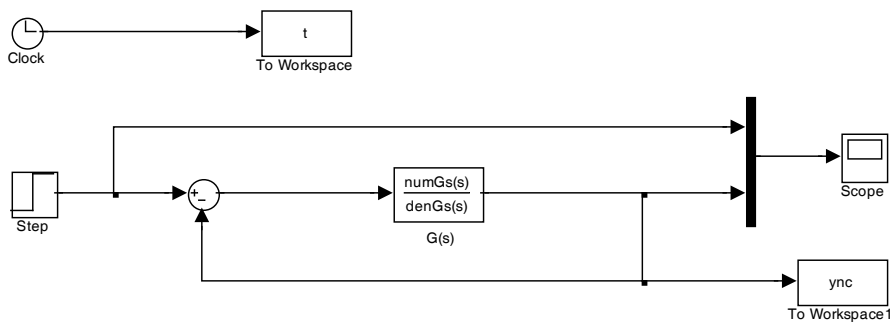 t
Clock
To Workspace
numGs(s)
denGs(s)
Scope
Step
G(s)
ync
To Workspace1